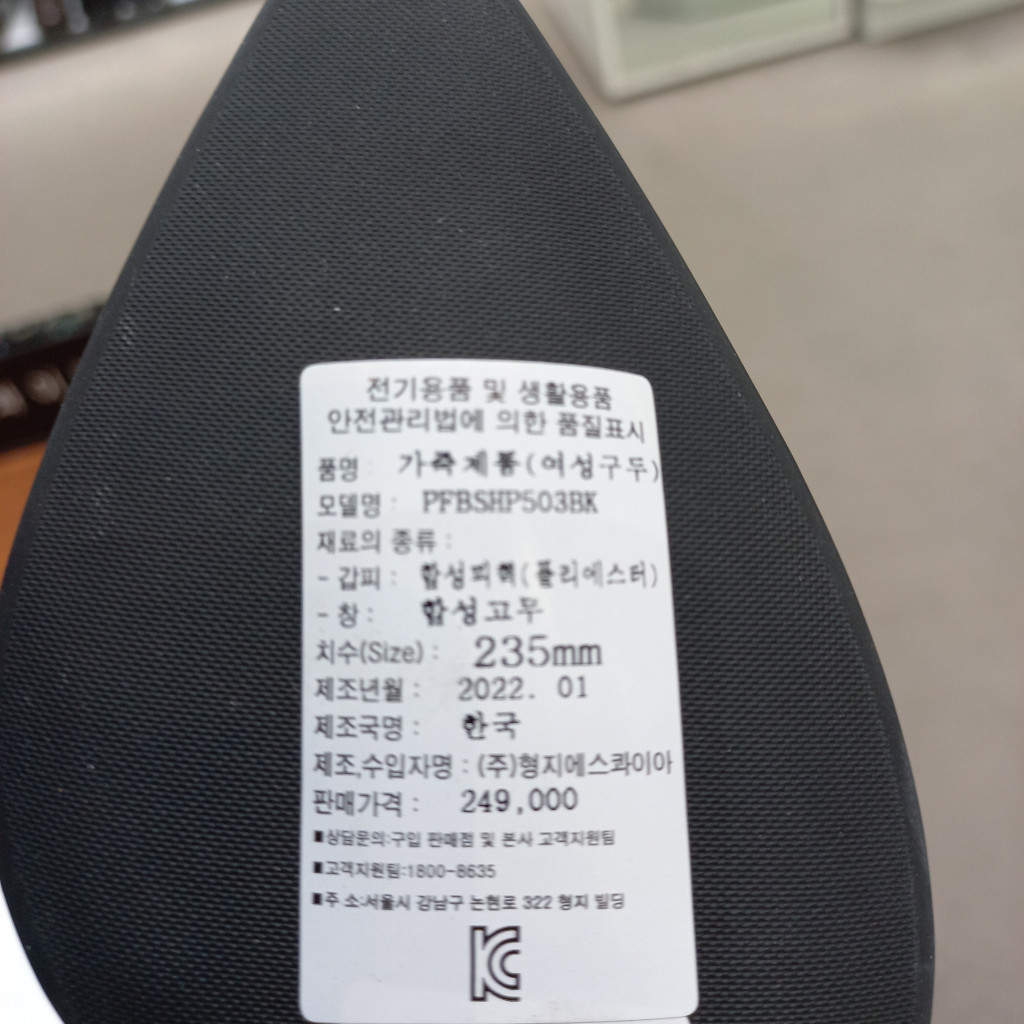 전기용품 및 생활용품
안전관리법에 의한 품질표시
품명 : 가죽제품(여성구두)
모델명 : PFBSHP503BK
재료의 종류 :
- 갑피 : 합성피혁(폴리에스터)
- 창 : 합성고무
치수(Size) : 235mm
제조년월 : 2022. 01
제조국명 : 한국
제조,수입자명 : (주)형지에스콰이아
판매가격 : 249,000
■상담문의:구입 판매점 및 본사 고객지원팀
■고객지원팀:1800-8635
■주 소:서울시 강남구 논현로 322 형지 빌딩
KC